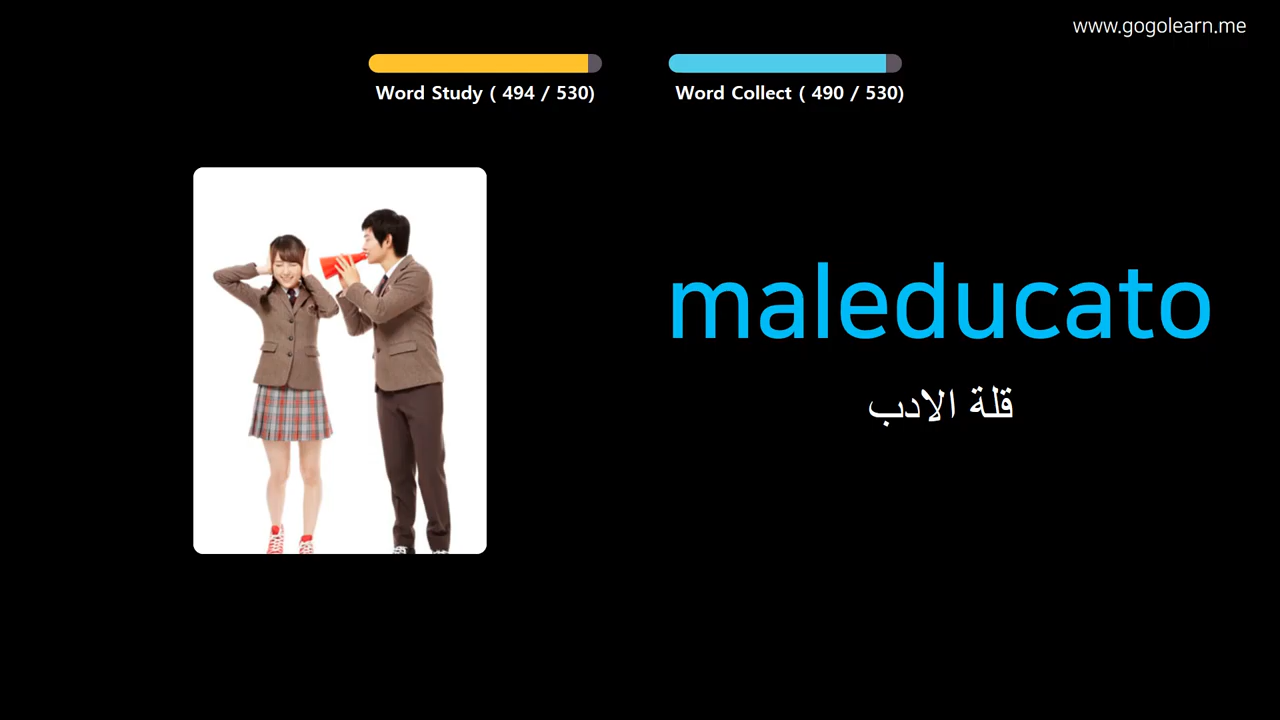 www.gogolearn.me
Word Study ( 494 / 530)
Word Collect ( 490 / 530)
maleducato
قلة الادب